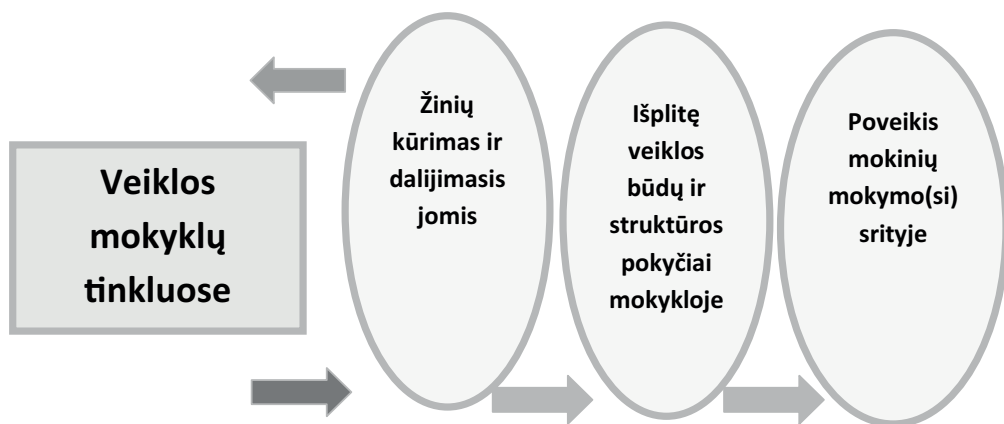 Veiklos
mokyklų
tinkluose
Žinių
kūrimas ir
dalijimasis
jomis
Išplitę
veiklos
būdų ir
struktūros
pokyčiai
mokykloje
Poveikis
mokinių
mokymo(si)
srityje